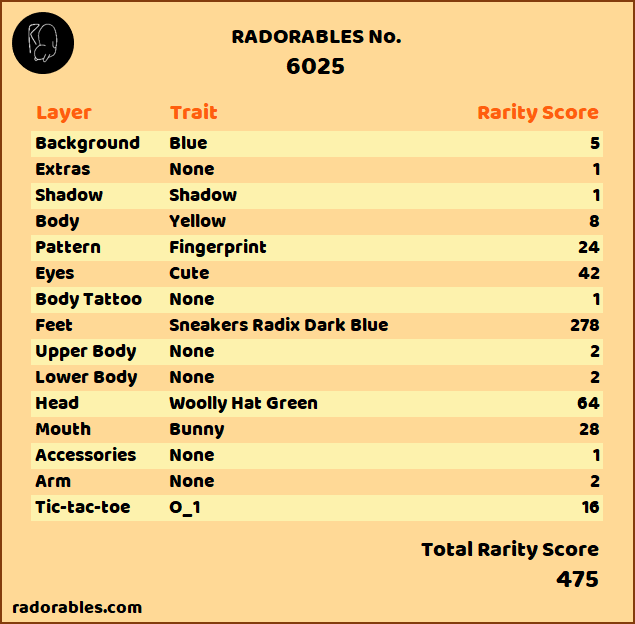 RADORABLES No.
6025
Layer Trait Rarity Score
Background Blue 5
Extras None 1
Shadow Shadow 1
Body Yellow 8
Pattern Fingerprint 24
Eyes Cute 42
Body Tattoo None 1
Feet Sneakers Radix Dark Blue 278
Upper Body None 2
Lower Body None 2
Head Woolly Hat Green 64
Mouth Bunny 28
Accessories None 1
Arm None 2
Tic-tac-toe O_1 16
Total Rarity Score
475
radorables.com